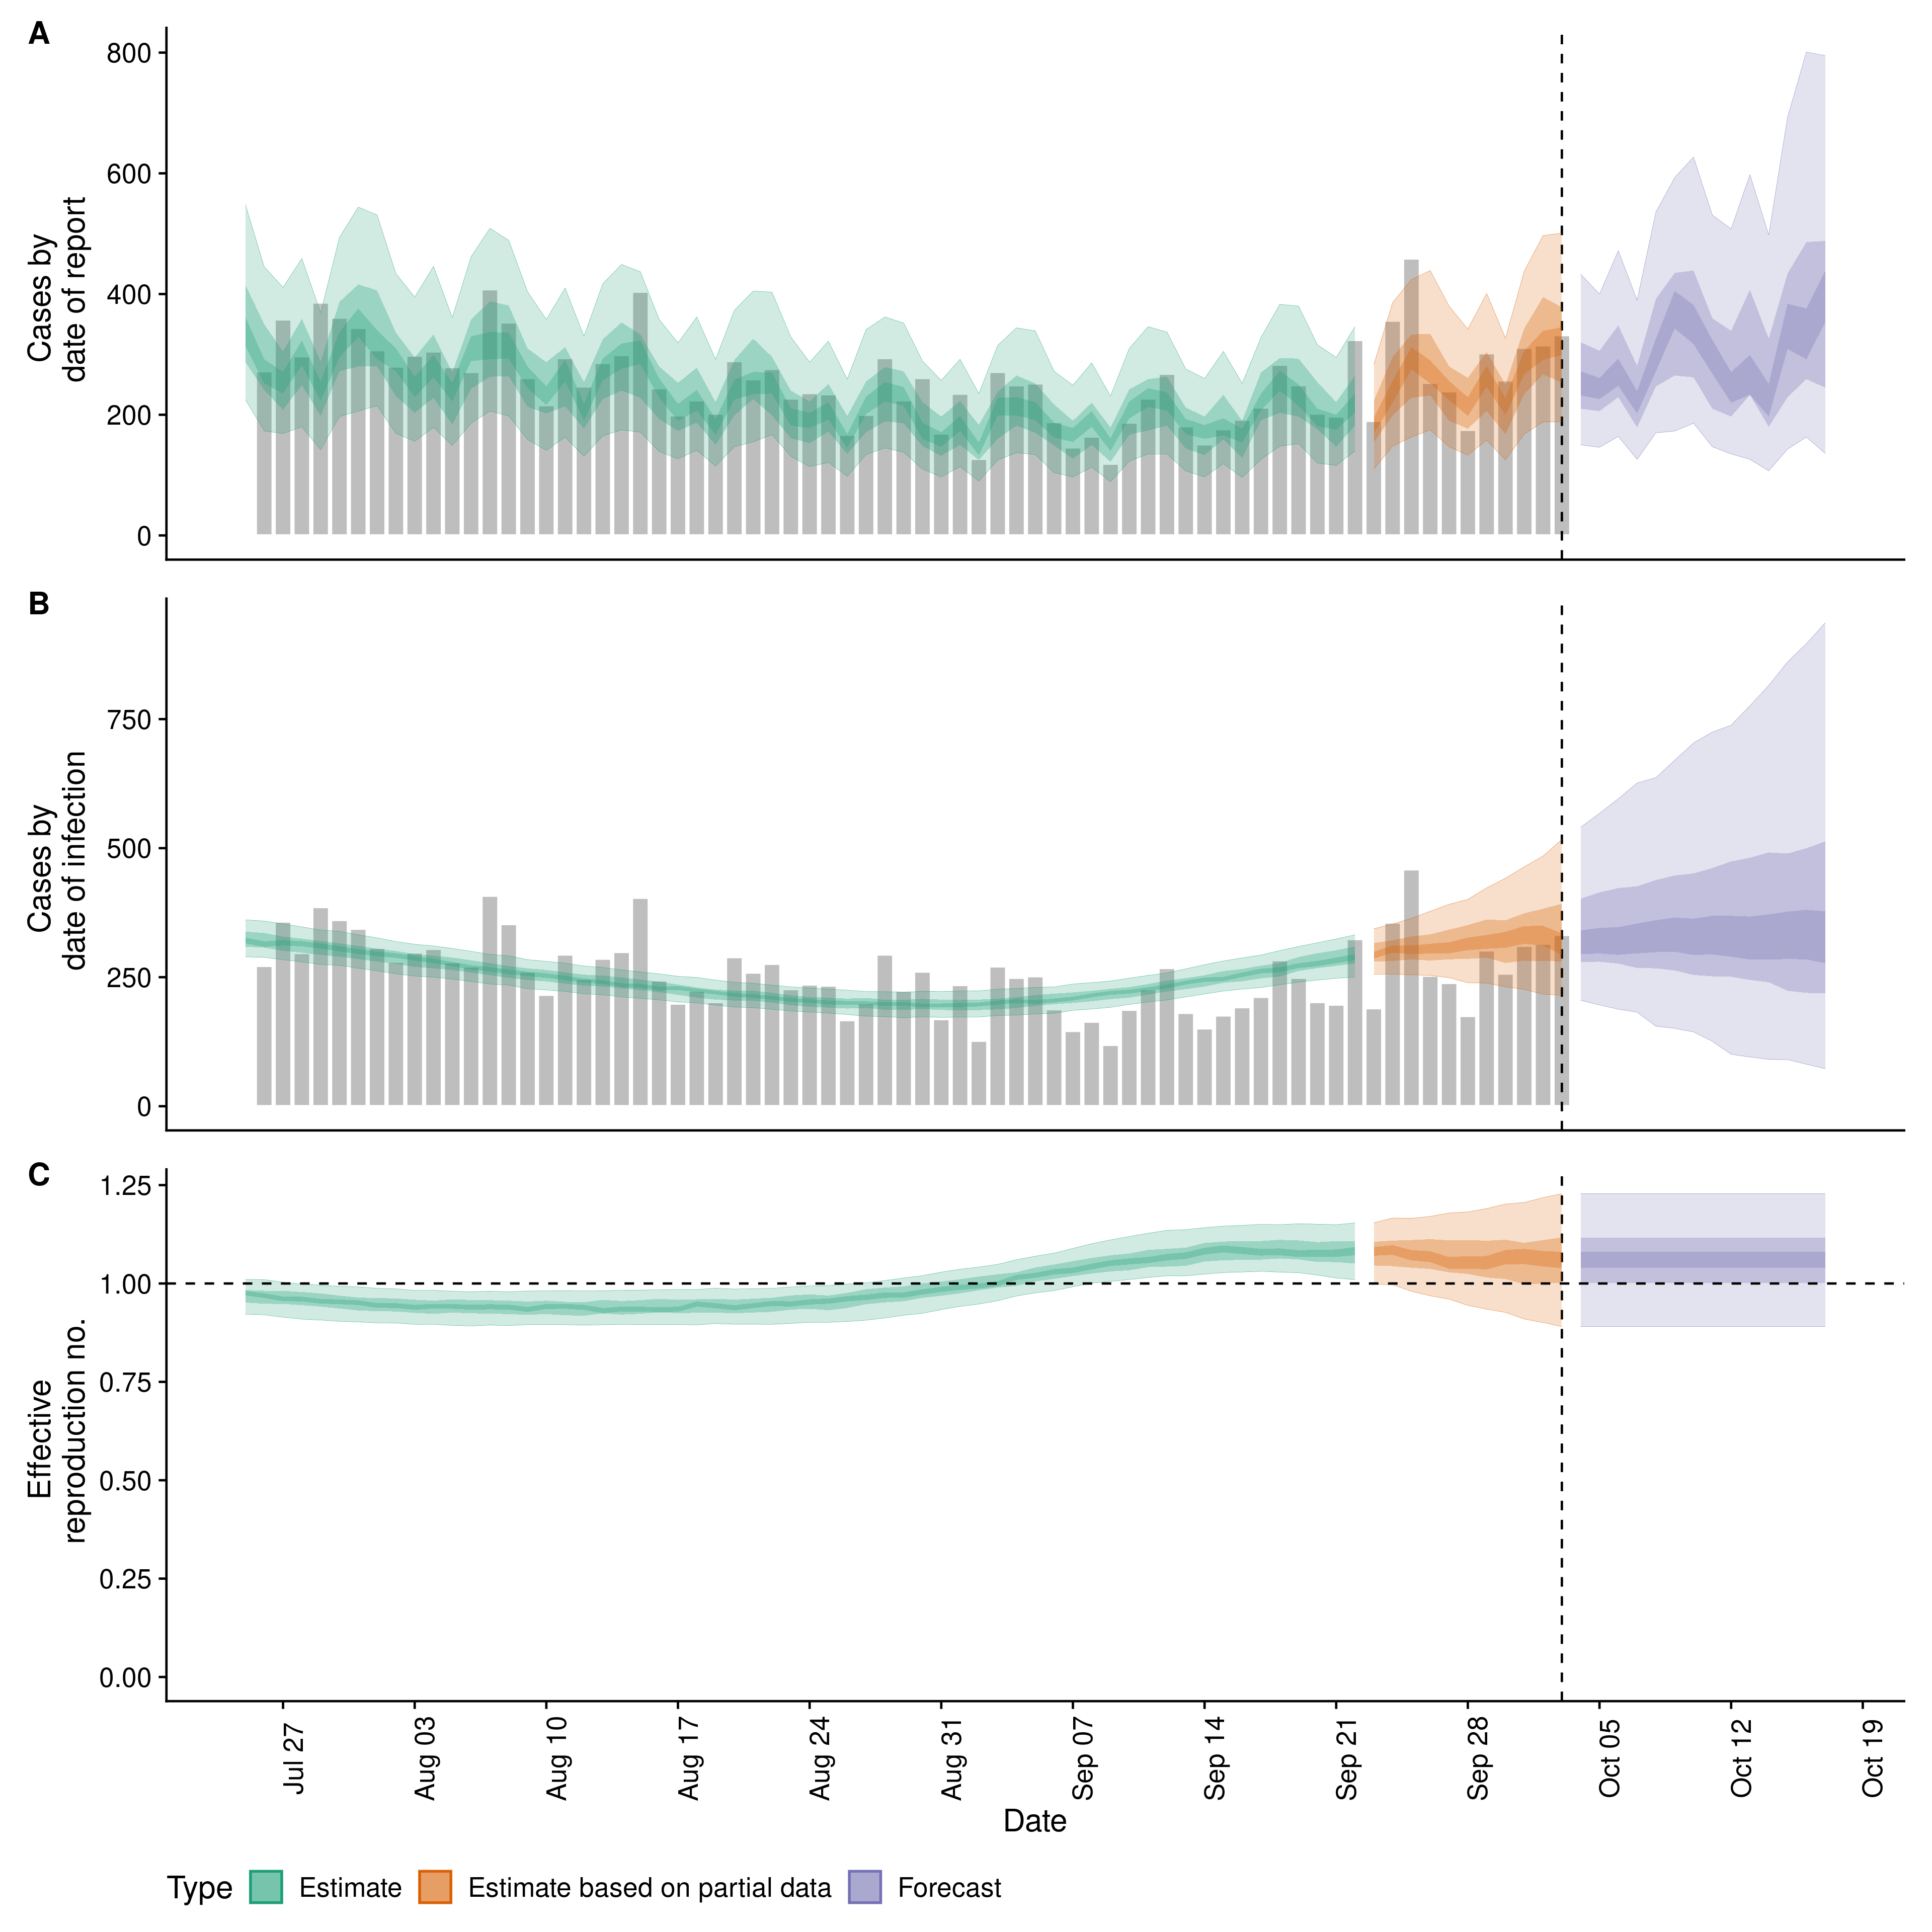 A
Cases by
date of report
800
600
400
200
0
B
Cases by
date of infection
750
500
250
0
C
Effective
reproduction no.
1.25
1.00
0.75
0.50
0.25
0.00
Jul 27
Aug 03
Aug 10
Aug 17
Aug 24
Aug 31
Sep 07
Sep 14
Sep 21
Sep 28
Oct 05
Oct 12
Oct 19
Date
Type Estimate Estimate based on partial data Forecast